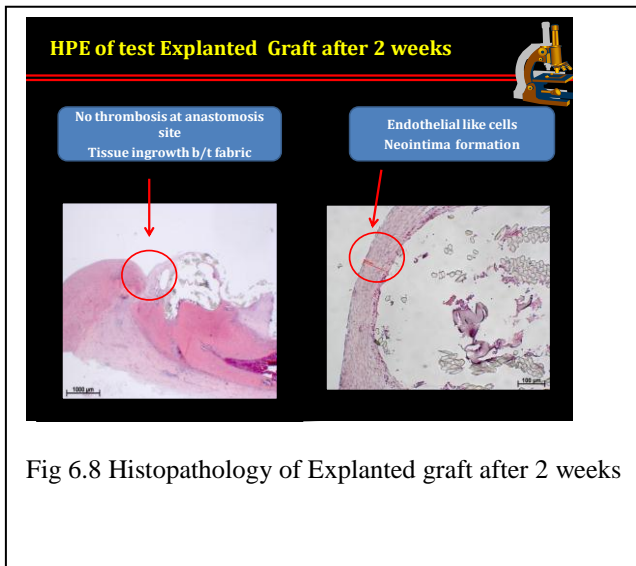 HPE of test Explanted Graft after 2 weeks
No thrombosis at anastomosis
site
Tissue ingrowth b/t fabric
Endothelial like cells
Neointima formation
1000 µm
100 µm
Fig 6.8 Histopathology of Explanted graft after 2 weeks